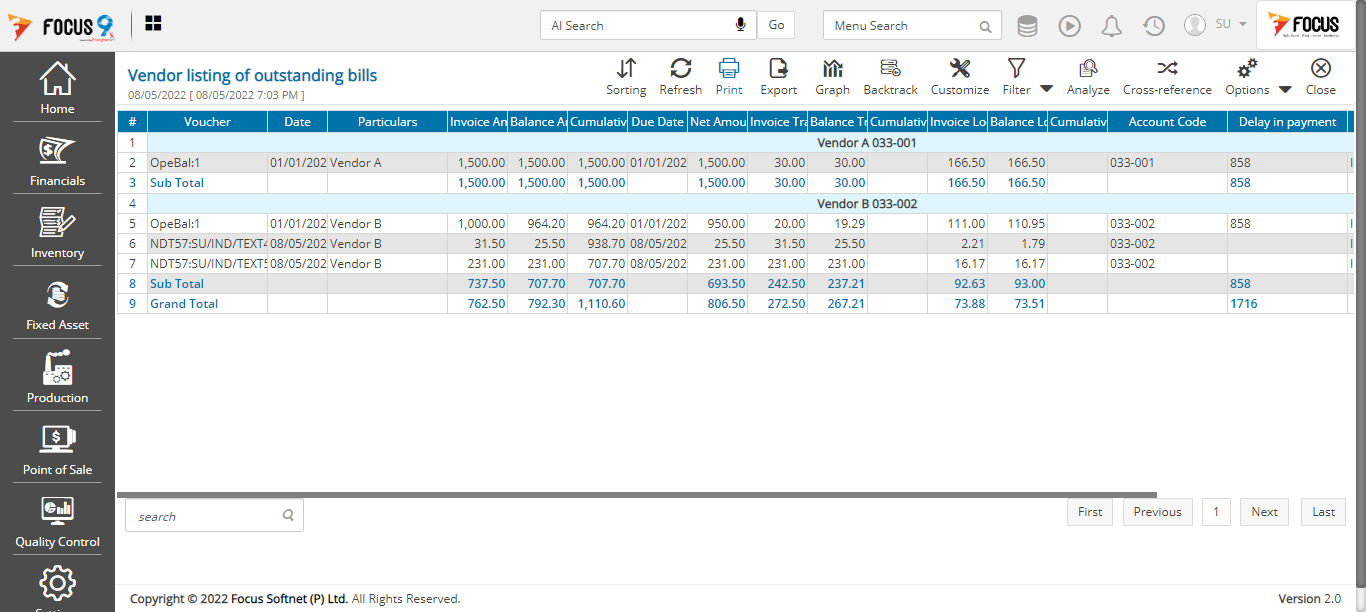 FOCUS 9
AI Search
Go
Menu Search
SU
FOCUS
Home
Financials
Inventory
Fixed Asset
Production
Point of Sale
Quality Control
Vendor listing of outstanding bills
08/05/2022 [ 08/05/2022 7:03 PM ]
Sorting Refresh Print Export Graph Backtrack Customize Filter Analyze Cross-reference Options Close
# Voucher Date Particulars Invoice An Balance A Cumulativ Due Date Net Amou Invoice Tra Balance Tr Cumulativ Invoice Lo Balance Lo Cumulativ Account Code Delay in payment
1 Vendor A 033-001
2 OpeBal:1 01/01/202 Vendor A 1,500.00 1,500.00 1,500.00 01/01/202 1,500.00 30.00 30.00 166.50 166.50 033-001 858
3 Sub Total 1,500.00 1,500.00 1,500.00 1,500.00 30.00 30.00 166.50 166.50 858
4 Vendor B 033-002
5 OpeBal:1 01/01/202 Vendor B 1,000.00 964.20 964.20 01/01/202 950.00 20.00 19.29 111.00 110.95 033-002 858
6 NDT57:SU/IND/TEXT4 08/05/202 Vendor B 31.50 25.50 938.70 08/05/202 25.50 31.50 25.50 2.21 1.79 033-002
7 NDT57:SU/IND/TEXT5 08/05/202 Vendor B 231.00 231.00 707.70 08/05/202 231.00 231.00 231.00 16.17 16.17 033-002
8 Sub Total 737.50 707.70 707.70 693.50 242.50 237.21 92.63 93.00 858
9 Grand Total 762.50 792.30 1,110.60 806.50 272.50 267.21 73.88 73.51 1716
search
First Previous 1 Next Last
Copyright © 2022 Focus Softnet (P) Ltd. All Rights Reserved.
Version 2.0